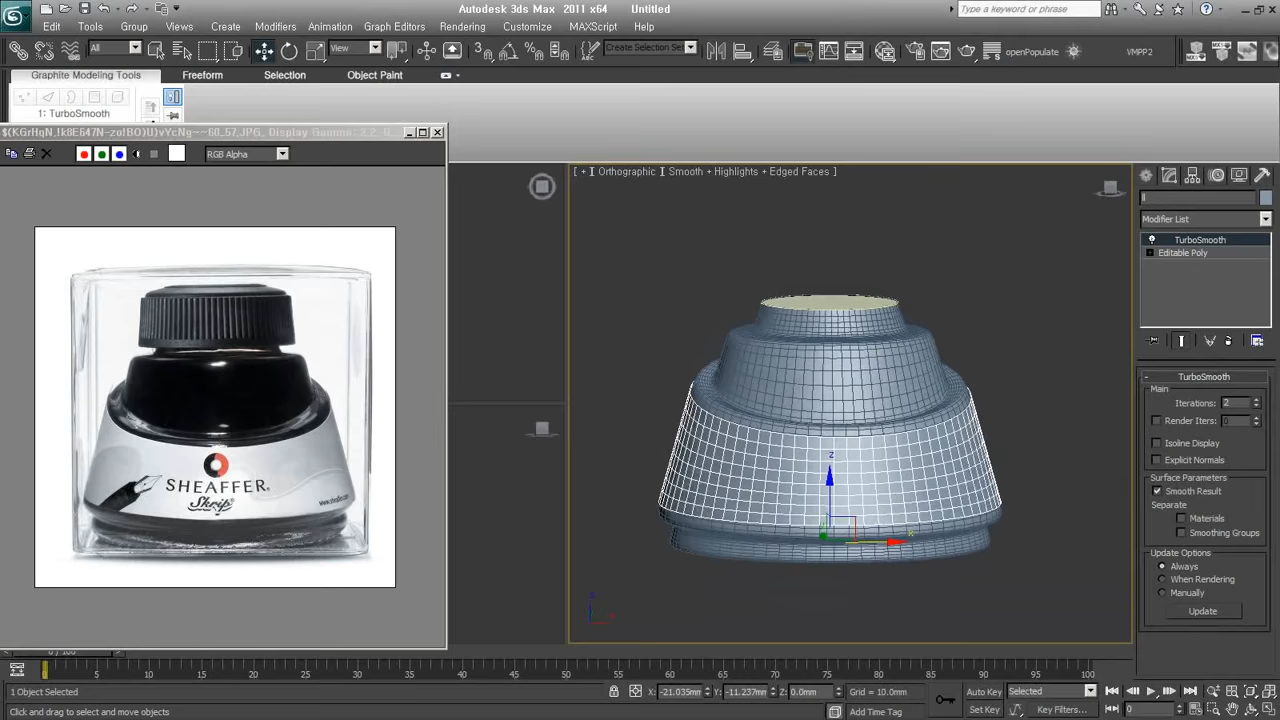 Autodesk 3ds Max 2011 x64 Untitled
Type a keyword or phrase
Edit Tools Group Views Create Modifiers Animation Graph Editors Rendering Customize MAXScript Help
All View Create Selection Set openPopulate VMPP2
Graphite Modeling Tools Freeform Selection Object Paint
1: TurboSmooth
RGB Alpha
[ + ] Orthographic ] Smooth + Highlights + Edged Faces ]
Modifier List
TurboSmooth
Editable Poly
SHEAFFER
Skrip
z
x
TurboSmooth
Main
Iterations: 2
Render Iters: 0
Isoline Display
Explicit Normals
Surface Parameters
Smooth Result
Separate
Materials
Smoothing Groups
Update Options
Always
When Rendering
Manually
Update
0 / 100
5 10 15 20 25 30 35 40 45 50 55 60 65 70 75 80 85 90 95 100
1 Object Selected X: -21.035mm Y: -11.237mm Z: 0.0mm Grid = 10.0mm Auto Key Selected
Click and drag to select and move objects Add Time Tag Set Key Key Filters... 0